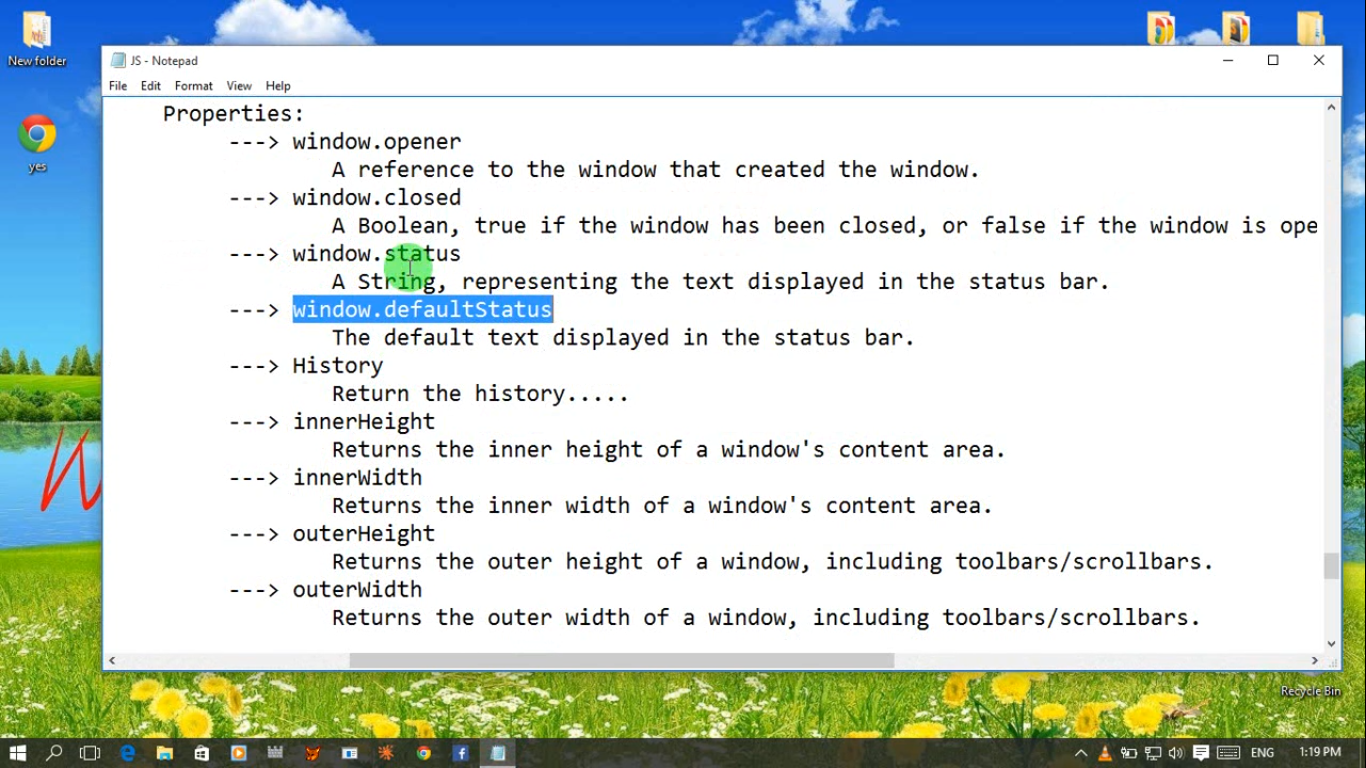 New folder
yes
JS - Notepad
File Edit Format View Help
Properties:
---> window.opener
A reference to the window that created the window.
---> window.closed
A Boolean, true if the window has been closed, or false if the window is ope
---> window.status
A String, representing the text displayed in the status bar.
---> window.defaultStatus
The default text displayed in the status bar.
---> History
Return the history.....
---> innerHeight
Returns the inner height of a window's content area.
---> innerWidth
Returns the inner width of a window's content area.
---> outerHeight
Returns the outer height of a window, including toolbars/scrollbars.
---> outerWidth
Returns the outer width of a window, including toolbars/scrollbars.
Recycle Bin
ENG 1:19 PM